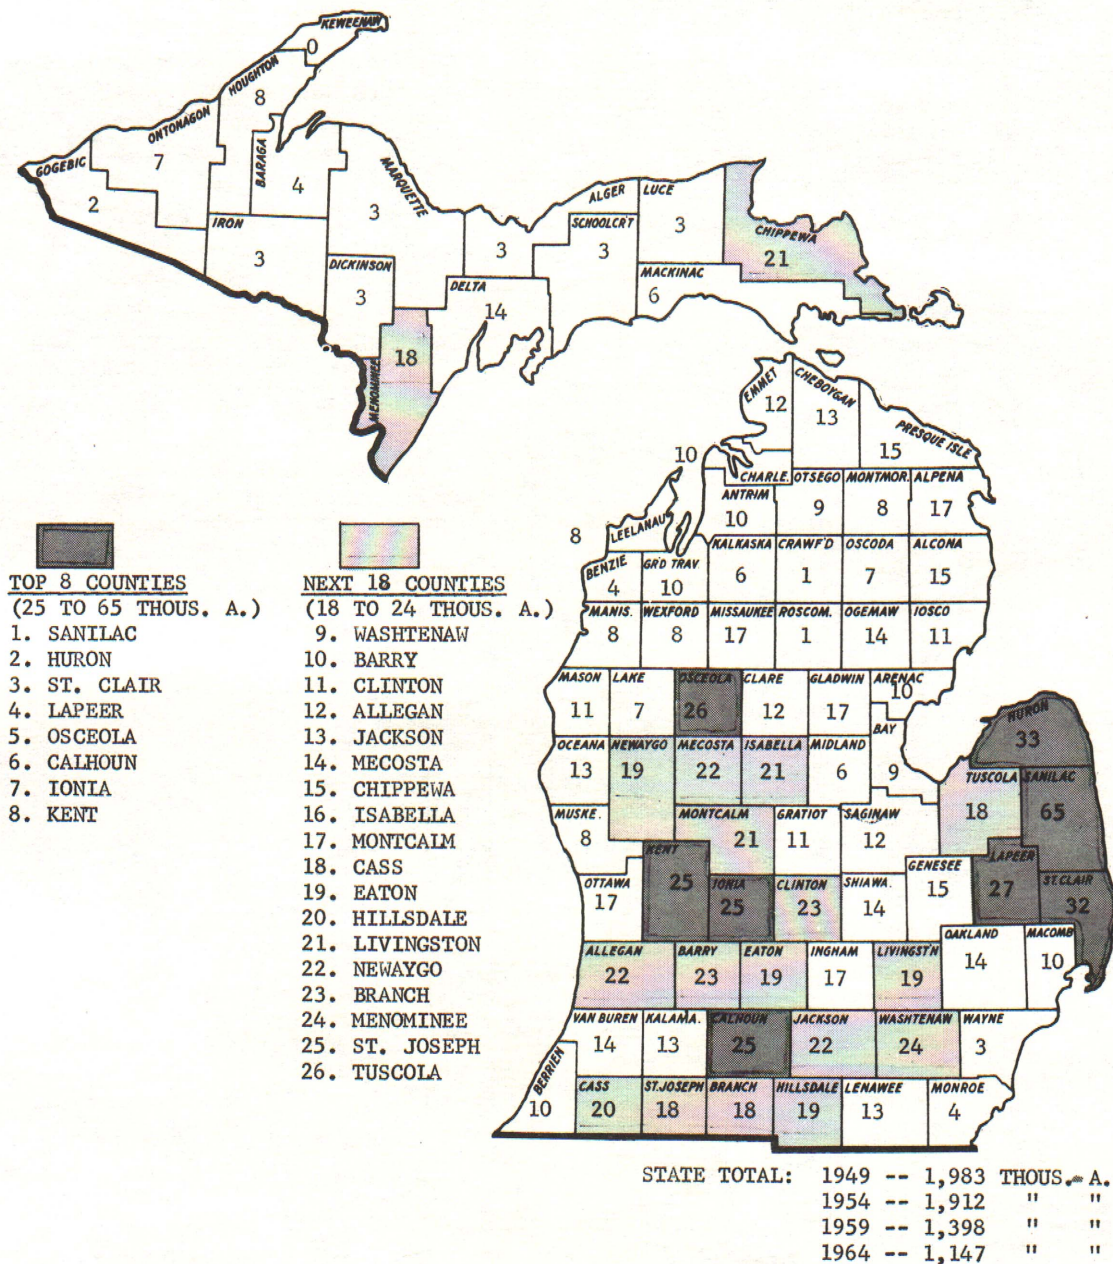 KEWEENAW
0
HOUGHTON
8
ONTONAGON
7
GOGEBIC
2
BARAGA
4
MARQUETTE
3
IRON
3
DICKINSON
3
ALGER
3
LUCE
3
SCHOOLCR'T
3
CHIPPEWA
21
MACKINAC
6
DELTA
14
MENOMINEE
18
EMMET
12
CHEBOYGAN
13
PRESQUE ISLE
15
10
CHARLE.
OTSEGO
9
MONTMOR.
8
ALPENA
17
ANTRIM
10
8
LEELANAU
BENZIE
4
GR'D TRAV
10
KALKASKA
6
CRAWF'D
1
OSCODA
7
ALCONA
15
MANIS.
8
WEXFORD
8
MISSAUKEE
17
ROSCOM.
1
OGEMAW
14
IOSCO
11
MASON
11
LAKE
7
OSCEOLA
26
CLARE
12
GLADWIN
17
ARENAC
10
OCEANA
13
NEWAYGO
19
MECOSTA
22
ISABELLA
21
MIDLAND
6
BAY
9
HURON
33
TUSCOLA
18
SANILAC
65
MUSKE.
8
MONTCALM
21
GRATIOT
11
SAGINAW
12
KENT
25
OTTAWA
17
IONIA
25
CLINTON
23
SHIAWA.
14
GENESEE
15
LAPEER
27
ST.CLAIR
32
ALLEGAN
22
BARRY
23
EATON
19
INGHAM
17
LIVINGST'N
19
OAKLAND
14
MACOMB
10
VAN BUREN
14
KALAMA.
13
CALHOUN
25
JACKSON
22
WASHTENAW
24
WAYNE
3
BERRIEN
10
CASS
20
ST.JOSEPH
18
BRANCH
18
HILLSDALE
19
LENAWEE
13
MONROE
4
TOP 8 COUNTIES
(25 TO 65 THOUS. A.)
1. SANILAC
2. HURON
3. ST. CLAIR
4. LAPEER
5. OSCEOLA
6. CALHOUN
7. IONIA
8. KENT
NEXT 18 COUNTIES
(18 TO 24 THOUS. A.)
9. WASHTENAW
10. BARRY
11. CLINTON
12. ALLEGAN
13. JACKSON
14. MECOSTA
15. CHIPPEWA
16. ISABELLA
17. MONTCALM
18. CASS
19. EATON
20. HILLSDALE
21. LIVINGSTON
22. NEWAYGO
23. BRANCH
24. MENOMINEE
25. ST. JOSEPH
26. TUSCOLA
STATE TOTAL: 1949 -- 1,983 THOUS. A.
1954 -- 1,912 " "
1959 -- 1,398 " "
1964 -- 1,147 " "